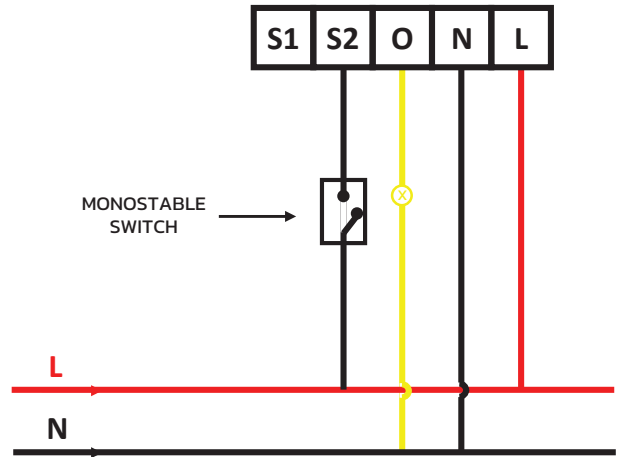 S1 S2 O N L
X
MONOSTABLE
SWITCH
L
N